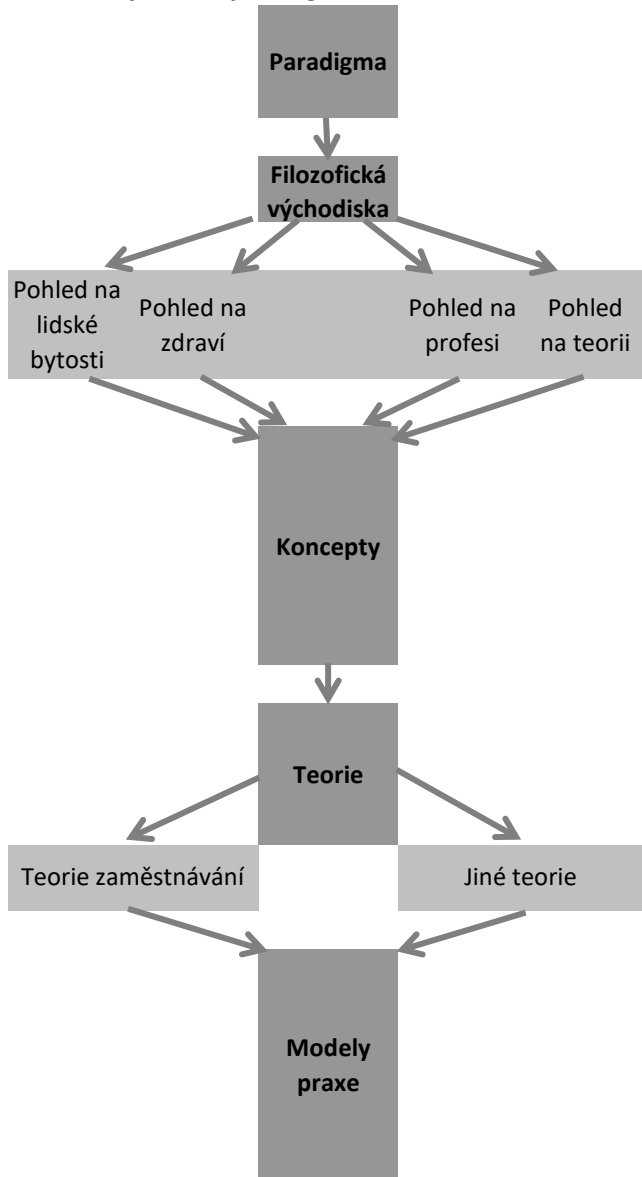 Paradigma
Filozofická
východiska
Pohled na
lidské
bytosti
Pohled na
zdraví
Pohled na
profesi
Pohled
na teorii
Koncepty
Teorie
Teorie zaměstnávání
Jiné teorie
Modely
praxe